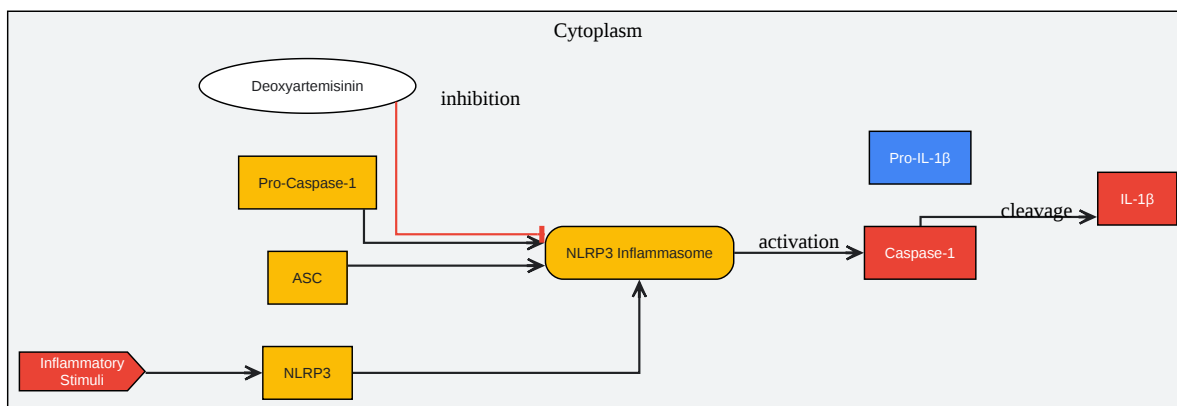 Cytoplasm
Deoxyartemisinin
inhibition
Pro-Caspase-1
Pro-IL-1β
IL-1β
cleavage
NLRP3 Inflammasome
activation
Caspase-1
ASC
Inflammatory
Stimuli
NLRP3